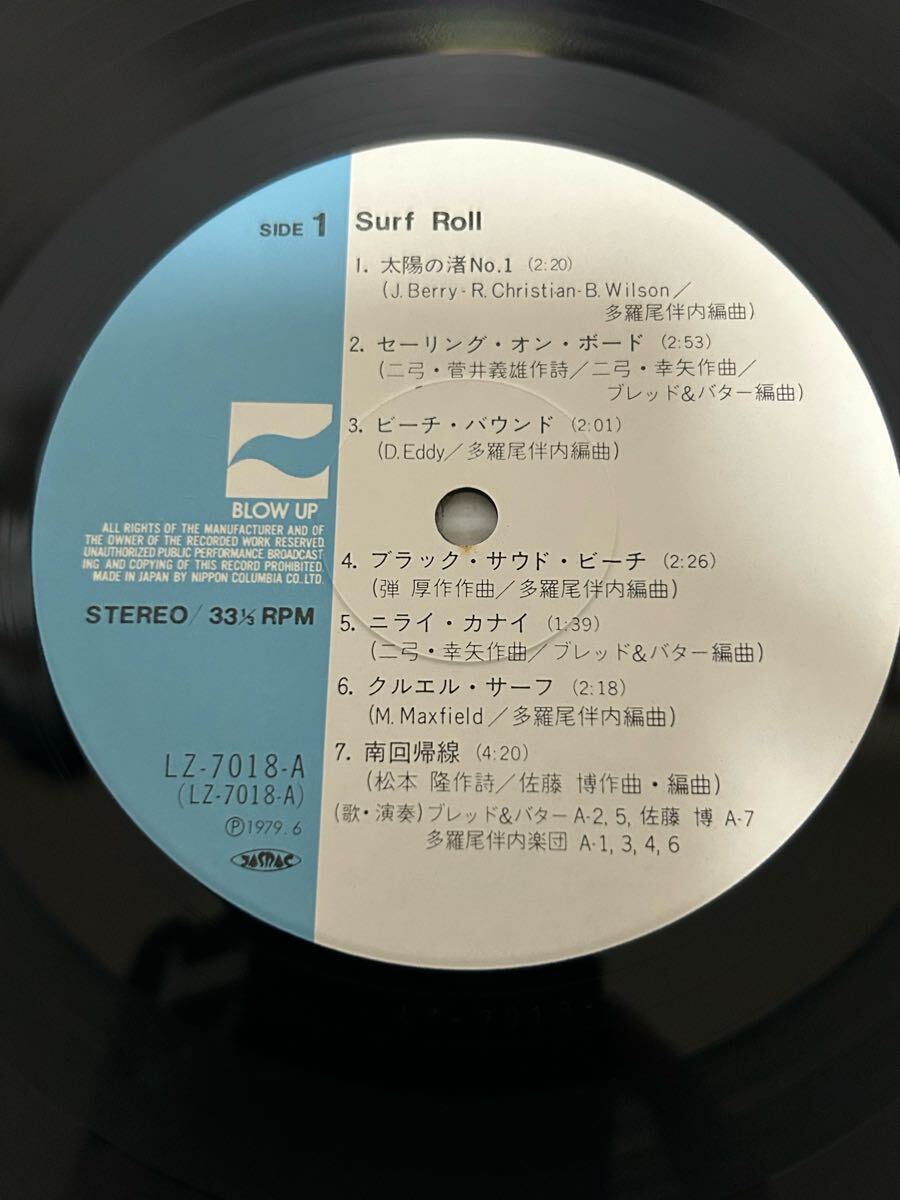 SIDE 1
Surf Roll
1. 太陽の渚No.1 (2:20)
(J. Berry-R. Christian-B. Wilson／
多羅尾伴内編曲)
2. セーリング・オン・ボード (2:53)
(二弓・菅井義雄作詩／二弓・幸矢作曲／
ブレッド&バター編曲)
3. ビーチ・バウンド (2:01)
(D. Eddy／多羅尾伴内編曲)
4. ブラック・サウド・ビーチ (2:26)
(弾 厚作作曲／多羅尾伴内編曲)
5. ニライ・カナイ (1:39)
(二弓・幸矢作曲／ブレッド&バター編曲)
6. クルエル・サーフ (2:18)
(M. Maxfield／多羅尾伴内編曲)
7. 南回帰線 (4:20)
(松本 隆作詩／佐藤 博作曲・編曲)
(歌・演奏) ブレッド&バター A-2, 5, 佐藤 博 A-7
多羅尾伴内楽団 A-1, 3, 4, 6
BLOW UP
ALL RIGHTS OF THE MANUFACTURER AND OF
THE OWNER OF THE RECORDED WORK RESERVED.
UNAUTHORIZED PUBLIC PERFORMANCE BROADCAST-
ING AND COPYING OF THIS RECORD PROHIBITED.
MADE IN JAPAN BY NIPPON COLUMBIA CO., LTD.
STEREO/ 33⅓ RPM
LZ-7018-A
(LZ-7018-A)
Ⓟ1979. 6
JASRAC